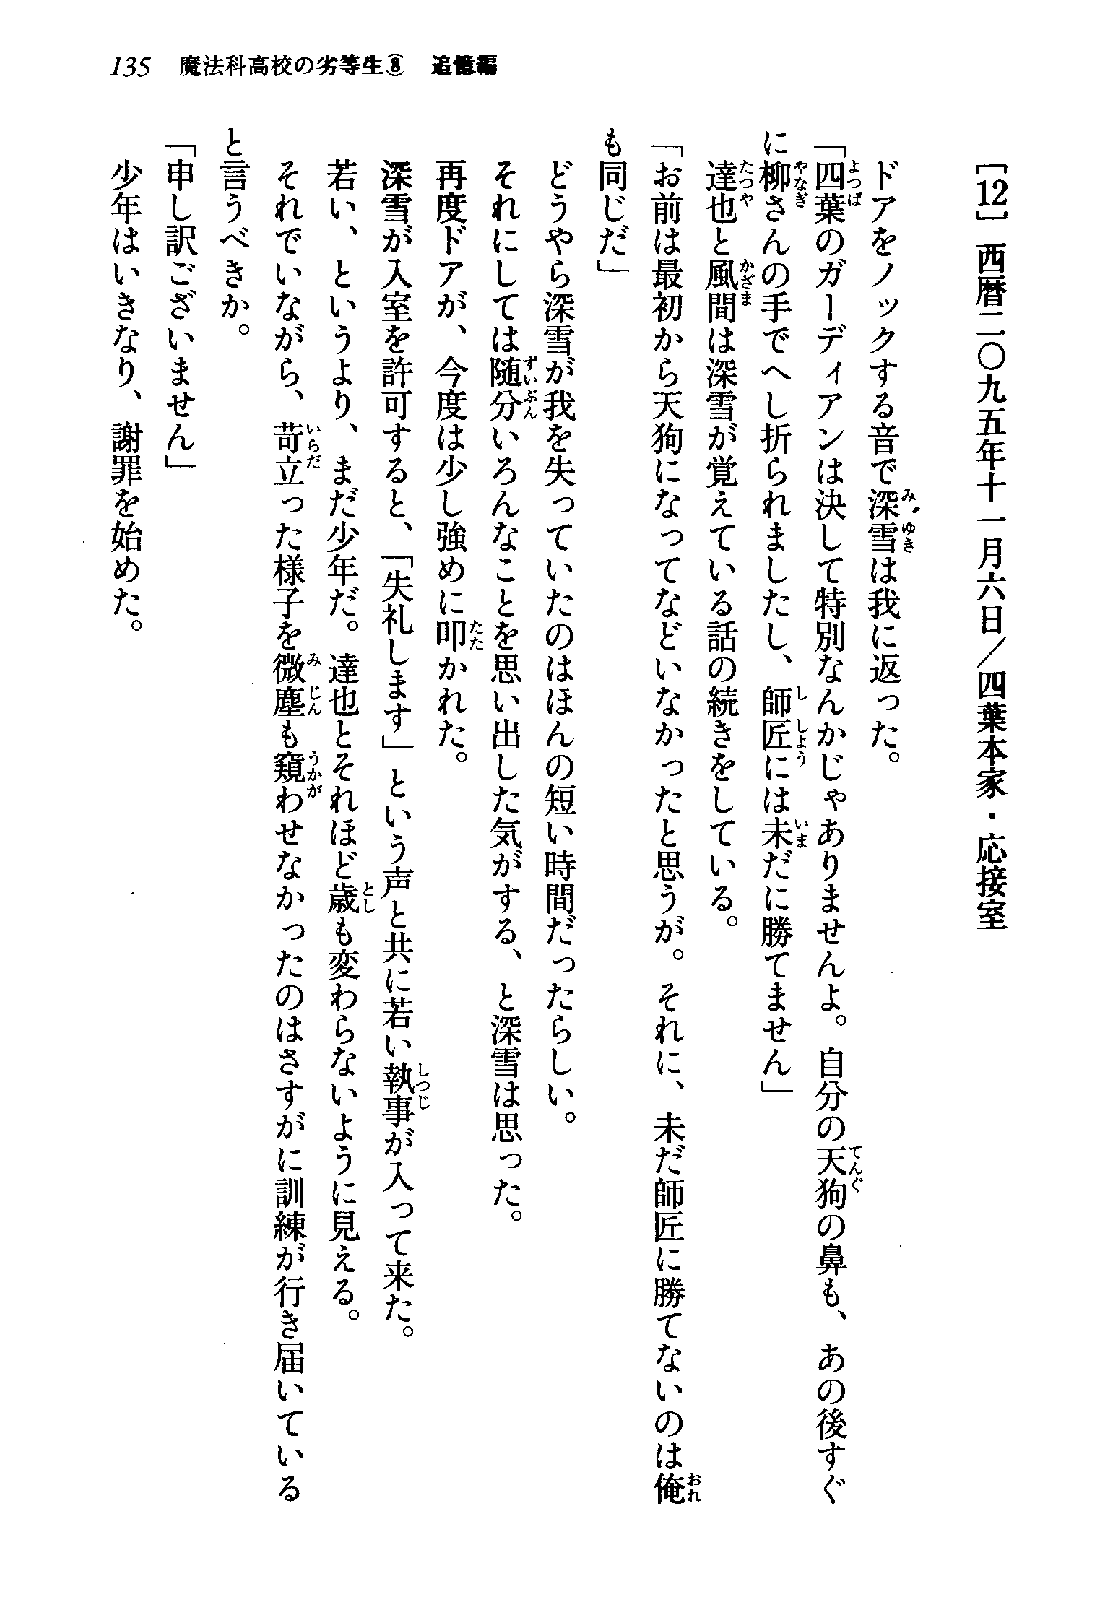 135　魔法科高校の劣等生⑧　追憶編
［12］西暦二〇九五年十一月六日／四葉本家・応接室
ドアをノックする音で深雪は我に返った。
「四葉のガーディアンは決して特別なんかじゃありませんよ。自分の天狗の鼻も、あの後すぐ
に柳さんの手でへし折られましたし、師匠には未だに勝てません」
達也と風間は深雪が覚えている話の続きをしている。
「お前は最初から天狗になってなどいなかったと思うが。それに、未だ師匠に勝てないのは俺
も同じだ」
どうやら深雪が我を失っていたのはほんの短い時間だったらしい。
それにしては随分いろんなことを思い出した気がする、と深雪は思った。
再度ドアが、今度は少し強めに叩かれた。
深雪が入室を許可すると、「失礼します」という声と共に若い執事が入って来た。
若い、というより、まだ少年だ。達也とそれほど歳も変わらないように見える。
それでいながら、苛立った様子を微塵も窺わせなかったのはさすがに訓練が行き届いている
と言うべきか。
「申し訳ございません」
少年はいきなり、謝罪を始めた。